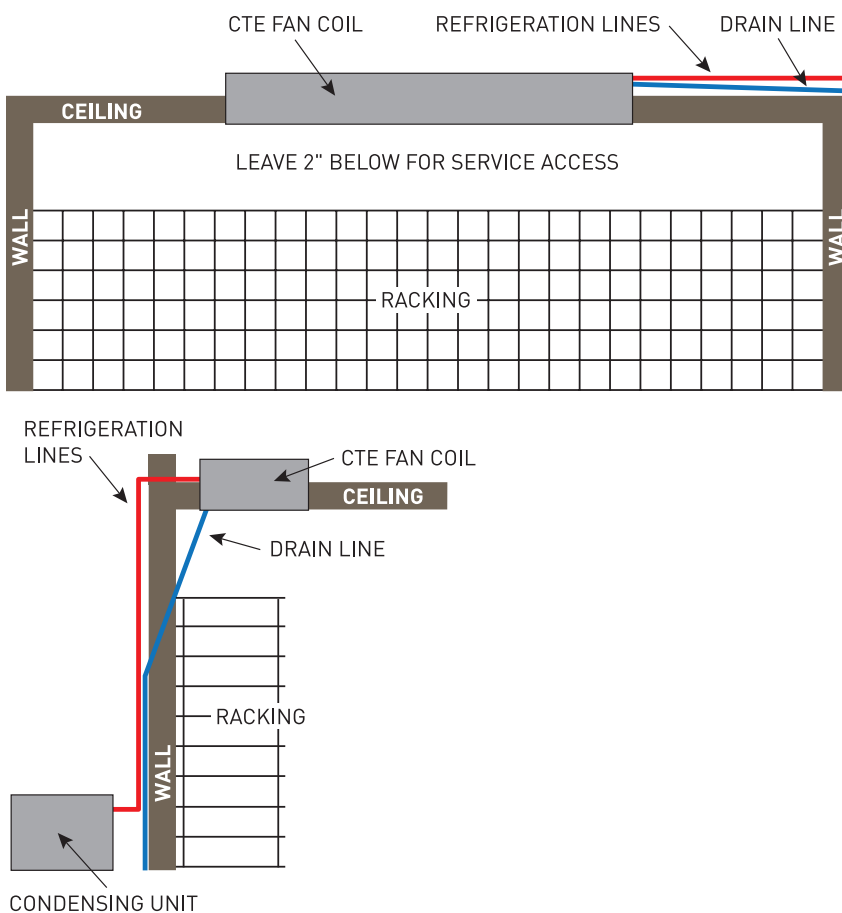 CTE FAN COIL
REFRIGERATION LINES
DRAIN LINE
CEILING
LEAVE 2" BELOW FOR SERVICE ACCESS
WALL
WALL
RACKING
REFRIGERATION
LINES
CTE FAN COIL
CEILING
DRAIN LINE
RACKING
WALL
CONDENSING UNIT